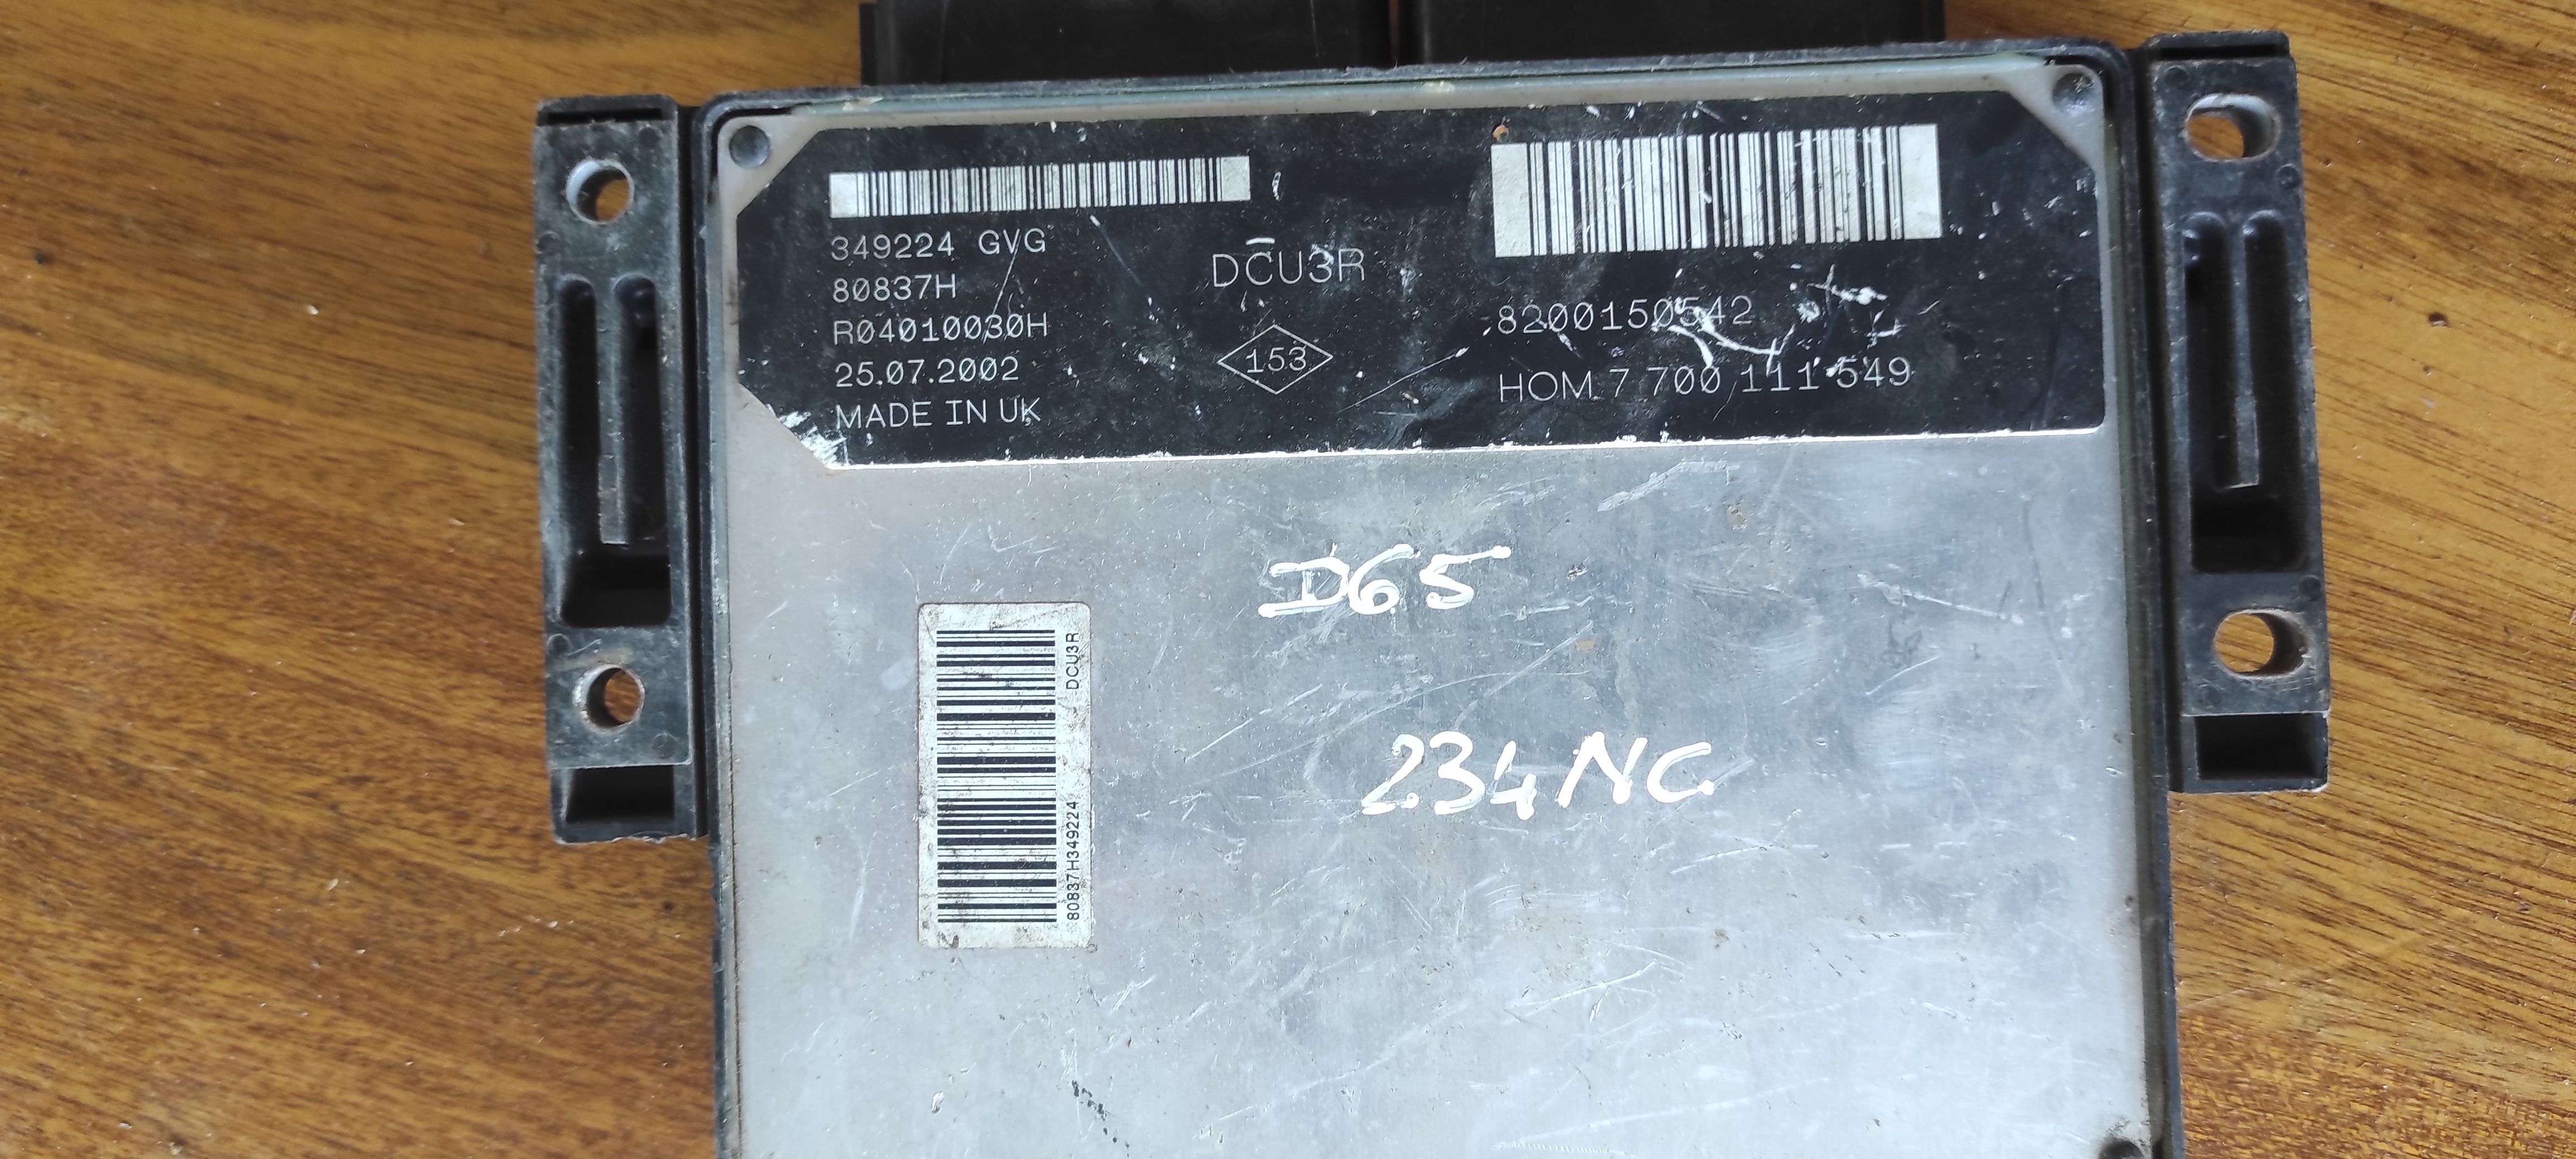 349224 GVG
80837H
R04010030H
25.07.2002
MADE IN UK
DCU3R
153
8200150542
HOM 7 700 111 549
D65
234NC
DCU3R
80837H349224